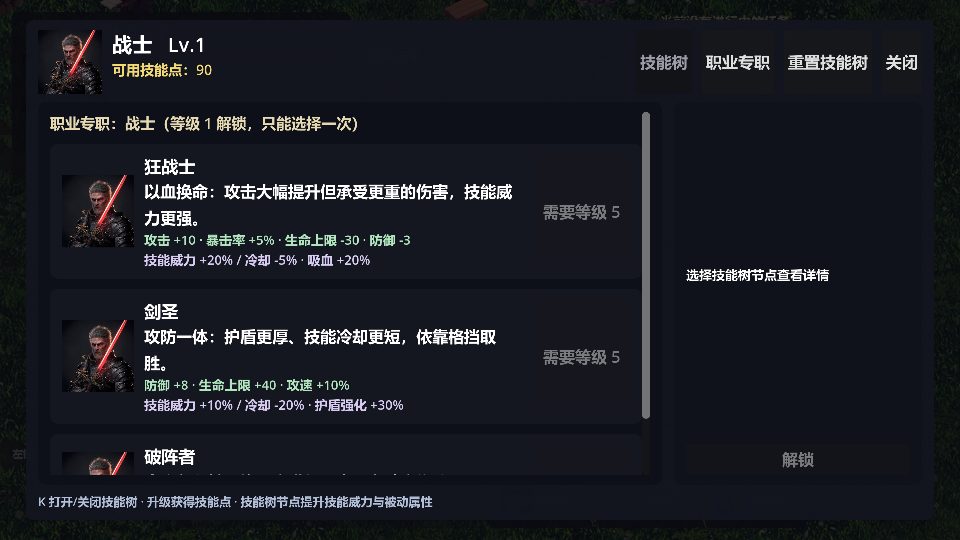 战士 Lv.1
可用技能点：90
技能树 职业专职 重置技能树 关闭
职业专职：战士（等级 1 解锁，只能选择一次）
狂战士
以血换命：攻击大幅提升但承受更重的伤害，技能威
力更强。
攻击 +10 · 暴击率 +5% · 生命上限 -30 · 防御 -3
技能威力 +20% / 冷却 -5% · 吸血 +20%
需要等级 5
剑圣
攻防一体：护盾更厚、技能冷却更短，依靠格挡取
胜。
防御 +8 · 生命上限 +40 · 攻速 +10%
技能威力 +10% / 冷却 -20% · 护盾强化 +30%
需要等级 5
破阵者
选择技能树节点查看详情
解锁
K 打开/关闭技能树 · 升级获得技能点 · 技能树节点提升技能威力与被动属性